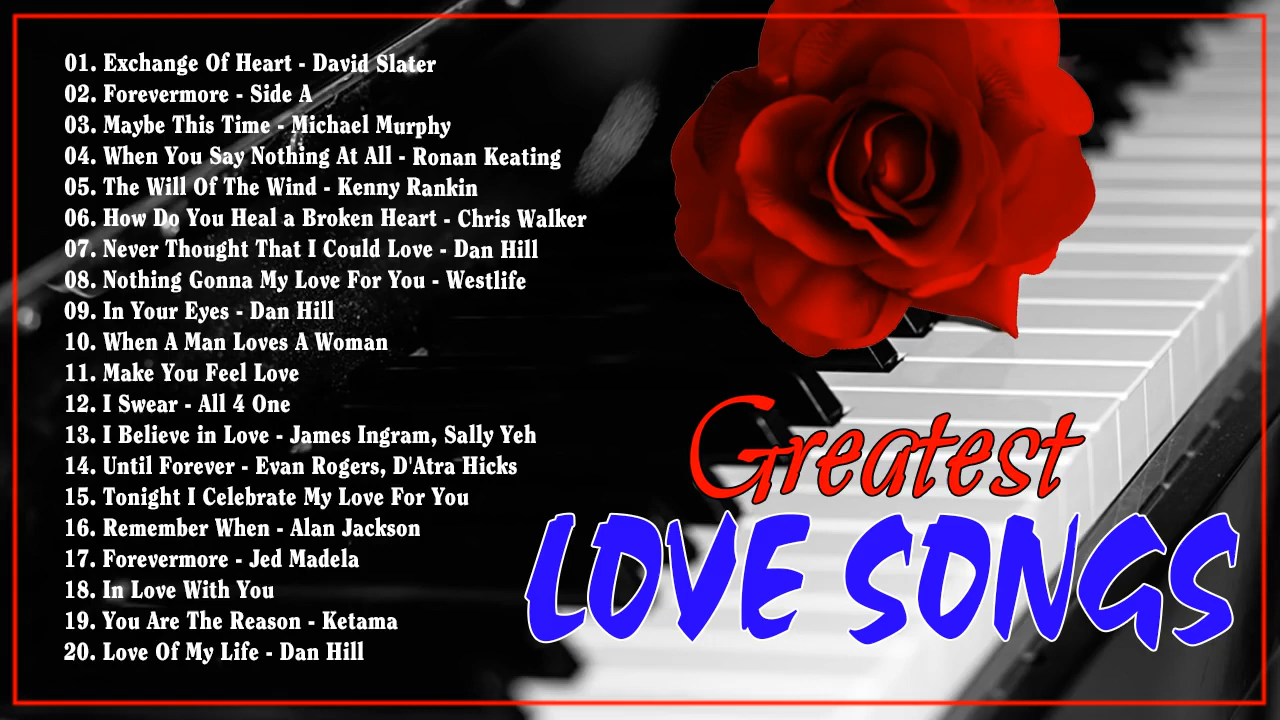 01. Exchange Of Heart - David Slater
02. Forevermore - Side A
03. Maybe This Time - Michael Murphy
04. When You Say Nothing At All - Ronan Keating
05. The Will Of The Wind - Kenny Rankin
06. How Do You Heal a Broken Heart - Chris Walker
07. Never Thought That I Could Love - Dan Hill
08. Nothing Gonna My Love For You - Westlife
09. In Your Eyes - Dan Hill
10. When A Man Loves A Woman
11. Make You Feel Love
12. I Swear - All 4 One
13. I Believe in Love - James Ingram, Sally Yeh
14. Until Forever - Evan Rogers, D'Atra Hicks
15. Tonight I Celebrate My Love For You
16. Remember When - Alan Jackson
17. Forevermore - Jed Madela
18. In Love With You
19. You Are The Reason - Ketama
20. Love Of My Life - Dan Hill
Greatest
LOVE SONGS